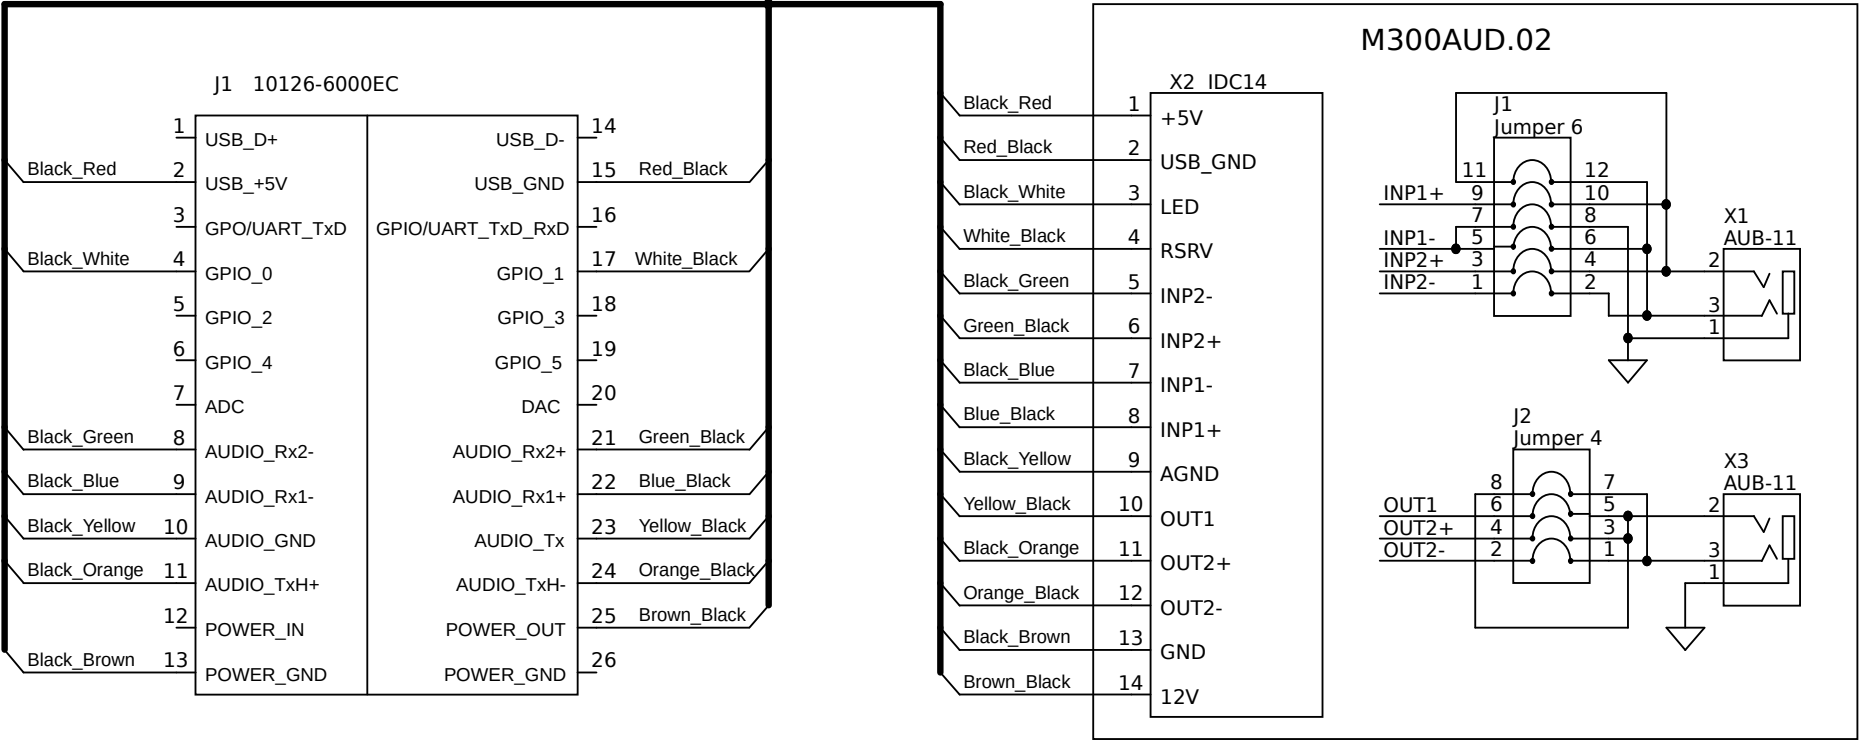 M300AUD.02
J1 10126-6000EC
1 USB_D+ USB_D- 14
Black_Red 2 USB_+5V USB_GND 15 Red_Black
3 GPO/UART_TxD GPIO/UART_TxD_RxD 16
Black_White 4 GPIO_0 GPIO_1 17 White_Black
5 GPIO_2 GPIO_3 18
6 GPIO_4 GPIO_5 19
7 ADC DAC 20
Black_Green 8 AUDIO_Rx2- AUDIO_Rx2+ 21 Green_Black
Black_Blue 9 AUDIO_Rx1- AUDIO_Rx1+ 22 Blue_Black
Black_Yellow 10 AUDIO_GND AUDIO_Tx 23 Yellow_Black
Black_Orange 11 AUDIO_TxH+ AUDIO_TxH- 24 Orange_Black
12 POWER_IN POWER_OUT 25 Brown_Black
Black_Brown 13 POWER_GND POWER_GND 26
X2 IDC14
Black_Red 1 +5V
Red_Black 2 USB_GND
Black_White 3 LED
White_Black 4 RSRV
Black_Green 5 INP2-
Green_Black 6 INP2+
Black_Blue 7 INP1-
Blue_Black 8 INP1+
Black_Yellow 9 AGND
Yellow_Black 10 OUT1
Black_Orange 11 OUT2+
Orange_Black 12 OUT2-
Black_Brown 13 GND
Brown_Black 14 12V
J1
Jumper 6
11 12
INP1+ 9 10
7 8
INP1- 5 6
INP2+ 3 4
INP2- 1 2
X1
AUB-11
2
3
1
J2
Jumper 4
8 7
OUT1 6 5
OUT2+ 4 3
OUT2- 2 1
X3
AUB-11
2
3
1